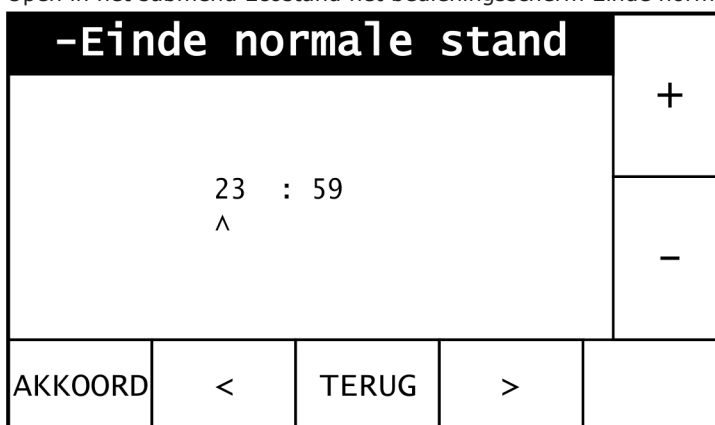 -Einde normale stand
+
23 : 59
^
-
AKKOORD < TERUG >